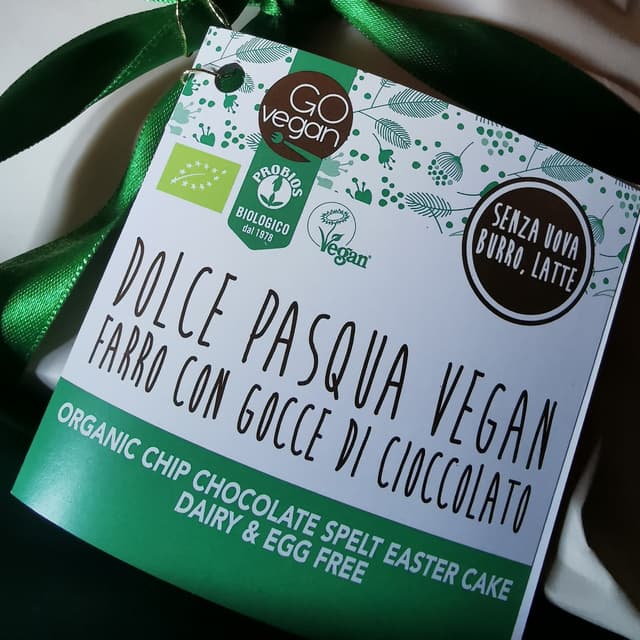 GO
vegan
PROBIOS
BIOLOGICO
dal 1978
Vegan
SENZA UOVA
BURRO, LATTE
DOLCE PASQUA VEGAN
FARRO CON GOCCE DI CIOCCOLATO
ORGANIC CHIP CHOCOLATE SPELT EASTER CAKE
DAIRY & EGG FREE